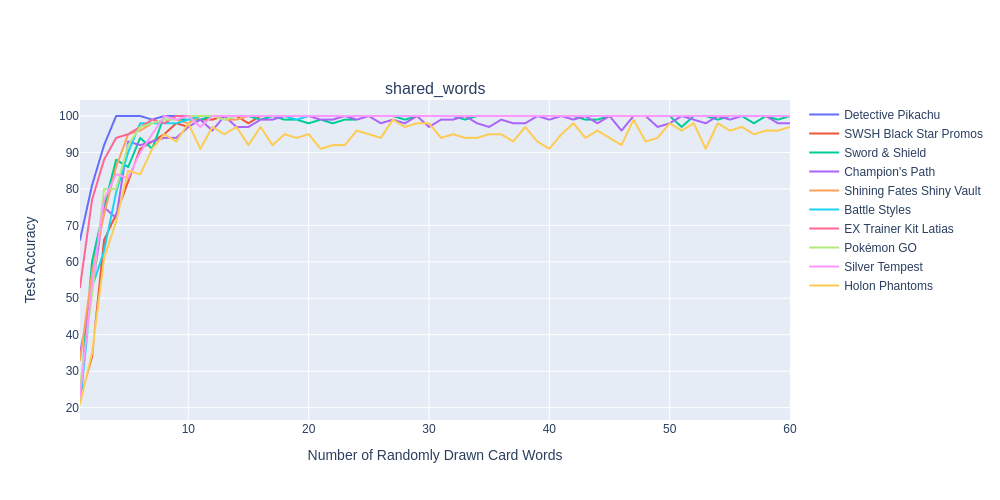 shared_words
100
90
80
70
60
50
40
30
20
Test Accuracy
10
20
30
40
50
60
Number of Randomly Drawn Card Words
Detective Pikachu
SWSH Black Star Promos
Sword & Shield
Champion's Path
Shining Fates Shiny Vault
Battle Styles
EX Trainer Kit Latias
Pokémon GO
Silver Tempest
Holon Phantoms